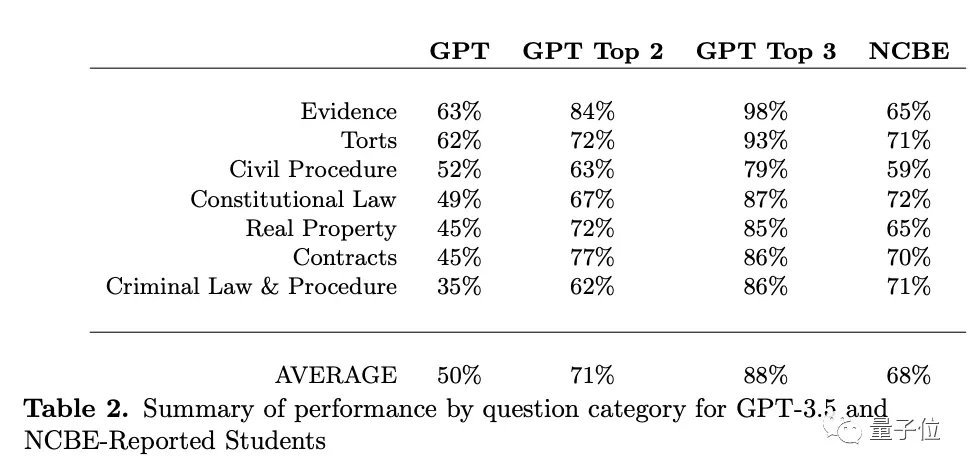 GPT GPT Top 2 GPT Top 3 NCBE
Evidence 63% 84% 98% 65%
Torts 62% 72% 93% 71%
Civil Procedure 52% 63% 79% 59%
Constitutional Law 49% 67% 87% 72%
Real Property 45% 72% 85% 65%
Contracts 45% 77% 86% 70%
Criminal Law & Procedure 35% 62% 86% 71%
AVERAGE 50% 71% 88% 68%
Table 2. Summary of performance by question category for GPT-3.5 and
NCBE-Reported Students
量子位